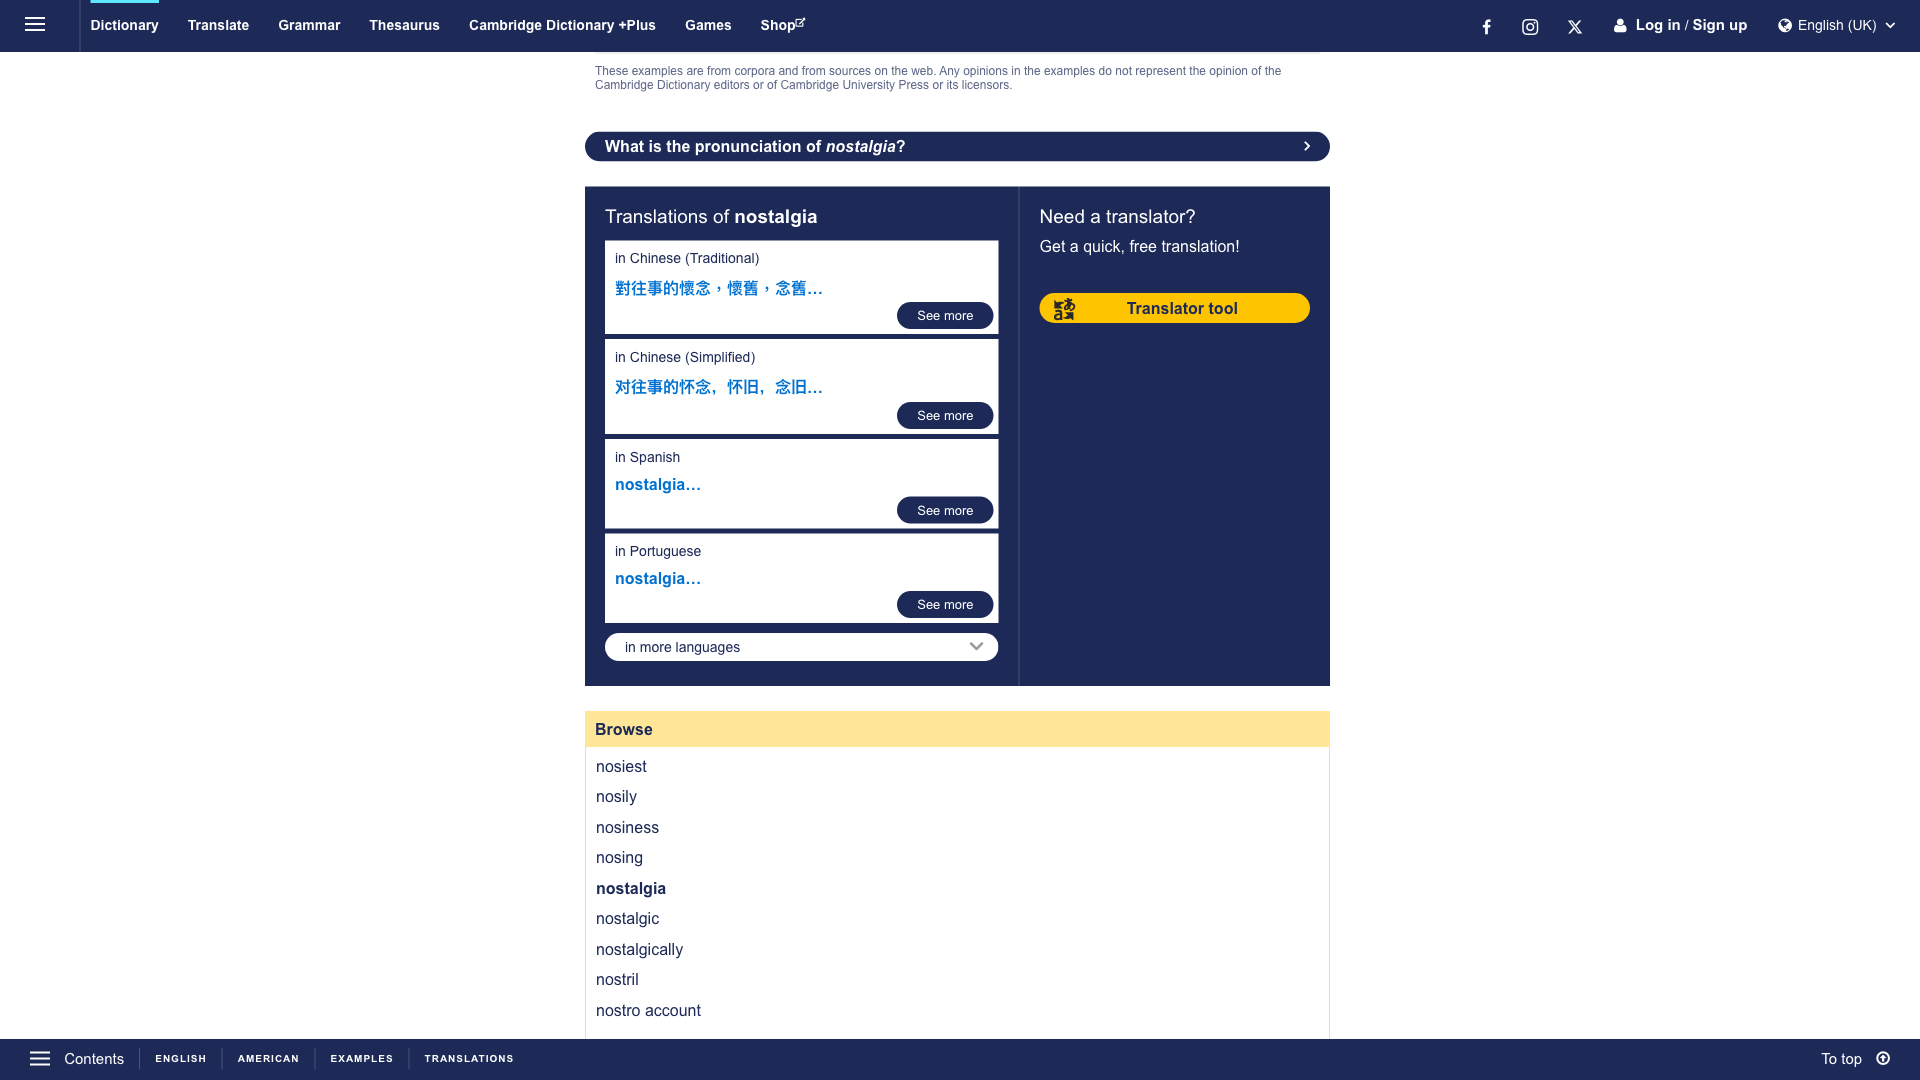 Dictionary Translate Grammar Thesaurus Cambridge Dictionary +Plus Games Shop Log in / Sign up English (UK)
These examples are from corpora and from sources on the web. Any opinions in the examples do not represent the opinion of the
Cambridge Dictionary editors or of Cambridge University Press or its licensors.
What is the pronunciation of nostalgia?
Translations of nostalgia
in Chinese (Traditional)
對往事的懷念，懷舊，念舊…
See more
in Chinese (Simplified)
对往事的怀念，怀旧，念旧…
See more
in Spanish
nostalgia…
See more
in Portuguese
nostalgia…
See more
in more languages
Need a translator?
Get a quick, free translation!
Translator tool
Browse
nosiest
nosily
nosiness
nosing
nostalgia
nostalgic
nostalgically
nostril
nostro account
Contents ENGLISH AMERICAN EXAMPLES TRANSLATIONS To top